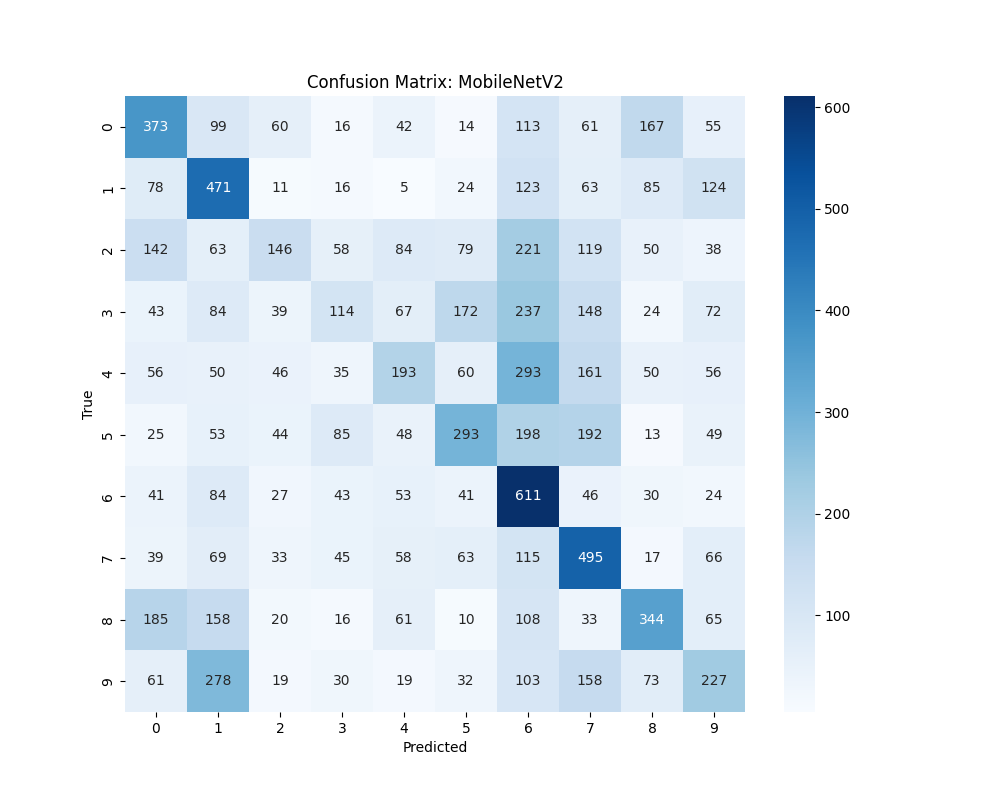 Confusion Matrix: MobileNetV2
0 373 99 60 16 42 14 113 61 167 55
1 78 471 11 16 5 24 123 63 85 124
2 142 63 146 58 84 79 221 119 50 38
3 43 84 39 114 67 172 237 148 24 72
4 56 50 46 35 193 60 293 161 50 56
5 25 53 44 85 48 293 198 192 13 49
6 41 84 27 43 53 41 611 46 30 24
7 39 69 33 45 58 63 115 495 17 66
8 185 158 20 16 61 10 108 33 344 65
9 61 278 19 30 19 32 103 158 73 227
0 1 2 3 4 5 6 7 8 9
Predicted
True
600
500
400
300
200
100